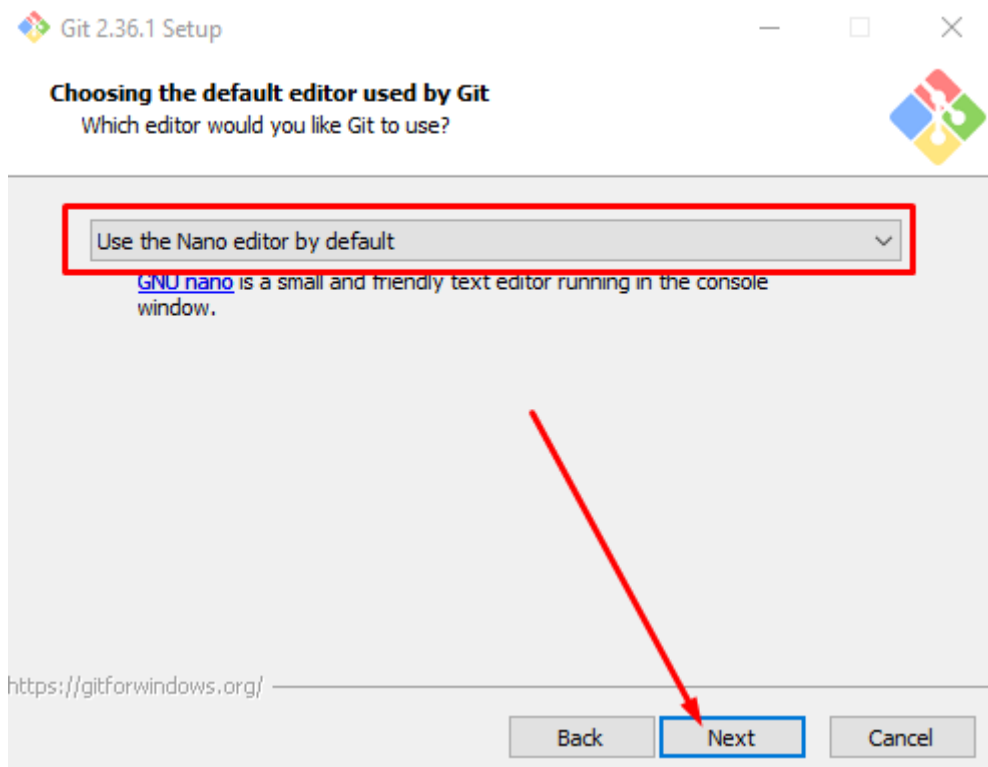 Git 2.36.1 Setup
Choosing the default editor used by Git
Which editor would you like Git to use?
Use the Nano editor by default
GNU nano is a small and friendly text editor running in the console
window.
https://gitforwindows.org/
Back Next Cancel